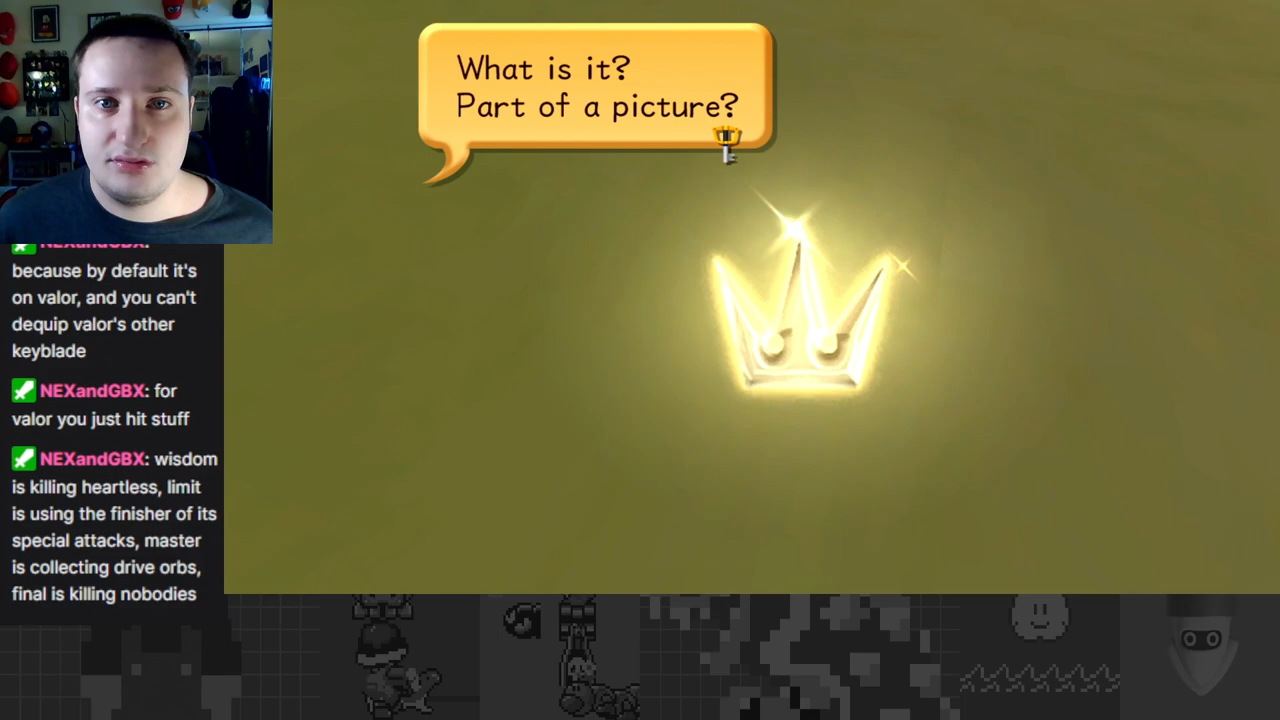 What is it?
Part of a picture?
NEXandGBX:
because by default it's
on valor, and you can't
dequip valor's other
keyblade
NEXandGBX: for
valor you just hit stuff
NEXandGBX: wisdom
is killing heartless, limit
is using the finisher of its
special attacks, master
is collecting drive orbs,
final is killing nobodies